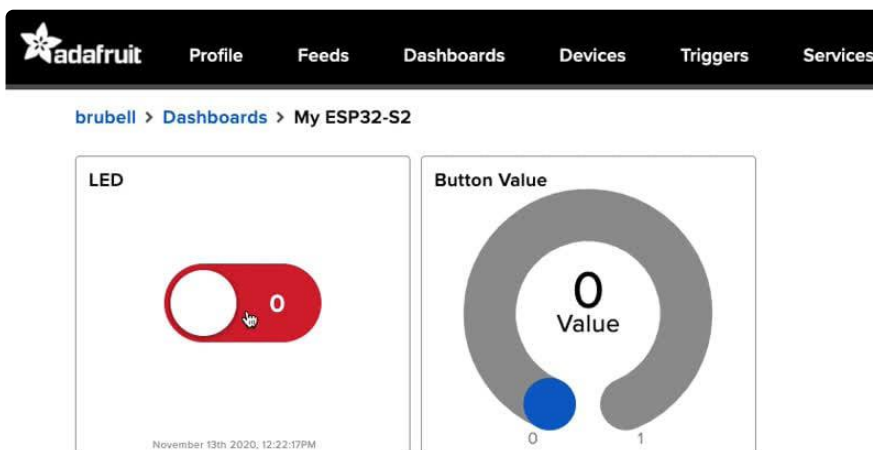 adafruit Profile Feeds Dashboards Devices Triggers Services
brubell > Dashboards > My ESP32-S2
LED
0
November 13th 2020, 12:22:17PM
Button Value
0
Value
0 1